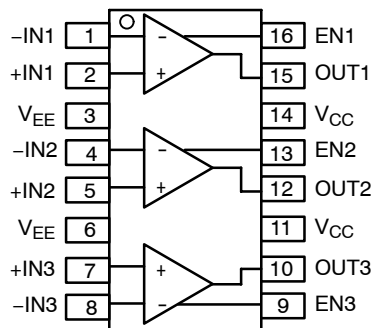 −IN1 1 − 16 EN1
+IN1 2 + 15 OUT1
VEE 3 14 VCC
−IN2 4 − 13 EN2
+IN2 5 + 12 OUT2
VEE 6 11 VCC
+IN3 7 + 10 OUT3
−IN3 8 − 9 EN3